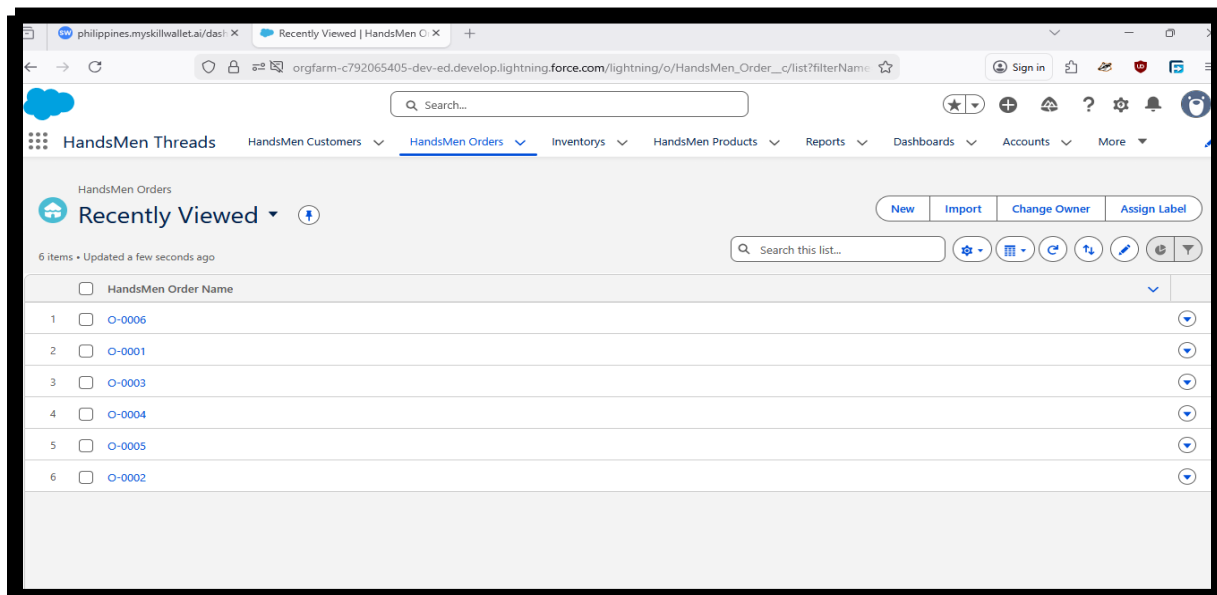 philippines.myskillwallet.ai/dash Recently Viewed | HandsMen O
orgfarm-c792065405-dev-ed.develop.lightning.force.com/lightning/o/HandsMen_Order__c/list?filterName Sign in
Search...
HandsMen Threads HandsMen Customers HandsMen Orders Inventorys HandsMen Products Reports Dashboards Accounts More
HandsMen Orders
Recently Viewed New Import Change Owner Assign Label
6 items • Updated a few seconds ago Search this list...
HandsMen Order Name
1 O-0006
2 O-0001
3 O-0003
4 O-0004
5 O-0005
6 O-0002